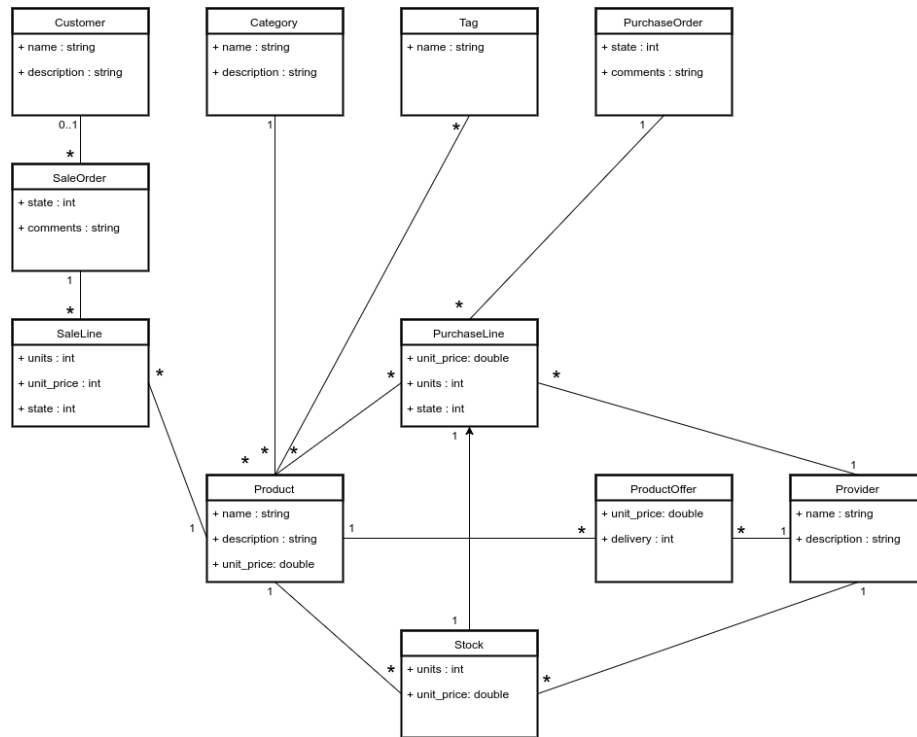 Customer
+ name : string
+ description : string
Category
+ name : string
+ description : string
Tag
+ name : string
PurchaseOrder
+ state : int
+ comments : string
0..1
*
1
*
1
SaleOrder
+ state : int
+ comments : string
1
*
*
SaleLine
+ units : int
+ unit_price : int
+ state : int
*
PurchaseLine
+ unit_price: double
+ units : int
+ state : int
*
*
1
*
*
*
1
Product
+ name : string
+ description : string
+ unit_price: double
1
1
*
ProductOffer
+ unit_price: double
+ delivery : int
*
1
Provider
+ name : string
+ description : string
1
1
1
Stock
+ units : int
+ unit_price: double
*
*